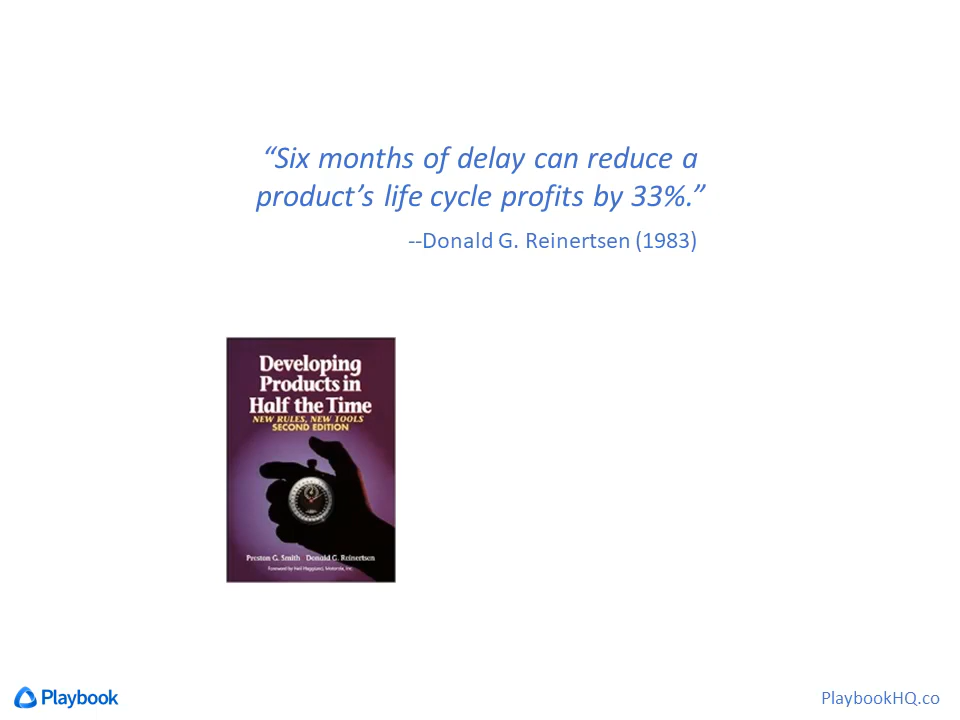 “Six months of delay can reduce a
product’s life cycle profits by 33%.”
--Donald G. Reinertsen (1983)
Developing
Products in
Half the Time
NEW RULES, NEW TOOLS
SECOND EDITION
Preston G. Smith Donald G. Reinertsen
Playbook
PlaybookHQ.co